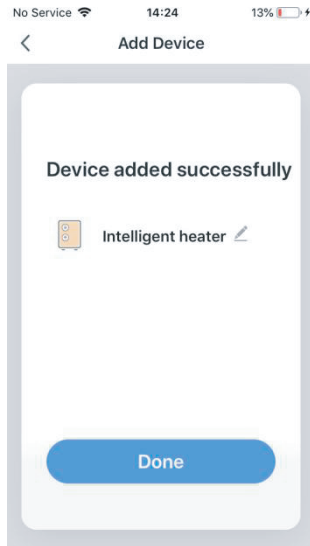 No Service 14:24 13%
Add Device
Device added successfully
Intelligent heater
Done